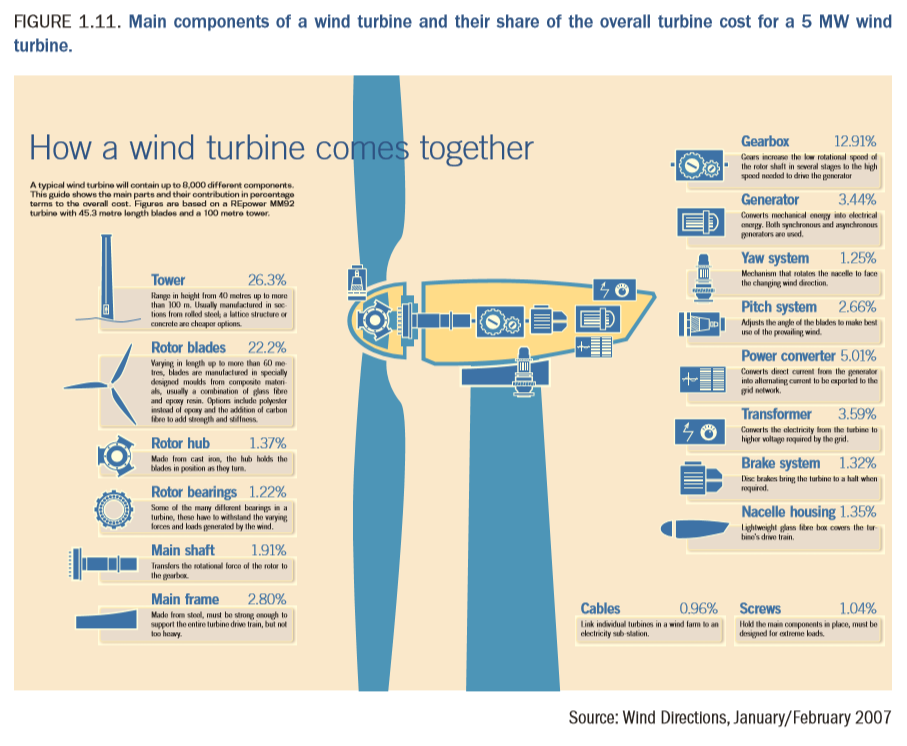 FIGURE 1.11. Main components of a wind turbine and their share of the overall turbine cost for a 5 MW wind
turbine.
How a wind turbine comes together
A typical wind turbine will contain up to 8,000 different components.
This guide shows the main parts and their contribution in percentage
terms to the overall cost. Figures are based on a REpower MM92
turbine with 45.3 metre length blades and a 100 metre tower.
Tower 26.3%
Range in height from 40 metres up to more
than 100 m. Usually manufactured in sec-
tions from rolled steel; a lattice structure or
concrete are cheaper options.
Rotor blades 22.2%
Varying in length up to more than 60 me-
tres, blades are manufactured in specially
designed moulds from composite materi-
als, usually a combination of glass fibre
and epoxy resin. Options include polyester
instead of epoxy and the addition of carbon
fibre to add strength and stiffness.
Rotor hub 1.37%
Made from cast iron, the hub holds the
blades in position as they turn.
Rotor bearings 1.22%
Some of the many different bearings in a
turbine, these have to withstand the varying
forces and loads generated by the wind.
Main shaft 1.91%
Transfers the rotational force of the rotor to
the gearbox.
Main frame 2.80%
Made from steel, must be strong enough to
support the entire turbine drive train, but not
too heavy.
Gearbox 12.91%
Gears increase the low rotational speed of
the rotor shaft in several stages to the high
speed needed to drive the generator
Generator 3.44%
Converts mechanical energy into electrical
energy. Both synchronous and asynchronous
generators are used.
Yaw system 1.25%
Mechanism that rotates the nacelle to face
the changing wind direction.
Pitch system 2.66%
Adjusts the angle of the blades to make best
use of the prevailing wind.
Power converter 5.01%
Converts direct current from the generator
into alternating current to be exported to the
grid network.
Transformer 3.59%
Converts the electricity from the turbine to
higher voltage required by the grid.
Brake system 1.32%
Disc brakes bring the turbine to a halt when
required.
Nacelle housing 1.35%
Lightweight glass fibre box covers the tur-
bine's drive train.
Cables 0.96%
Link individual turbines in a wind farm to an
electricity sub-station.
Screws 1.04%
Hold the main components in place, must be
designed for extreme loads.
Source: Wind Directions, January/February 2007